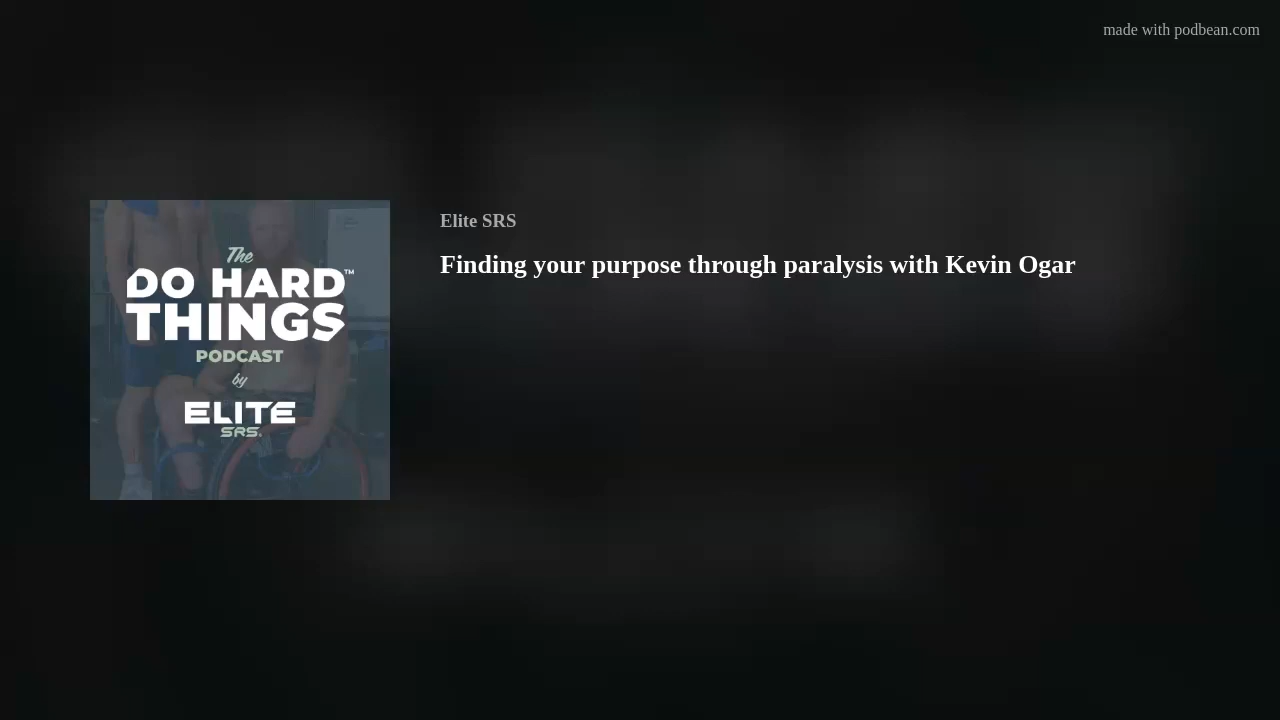 made with podbean.com
The
DO HARD™
THINGS
PODCAST
by
ELITE
SRS®
Elite SRS
Finding your purpose through paralysis with Kevin Ogar